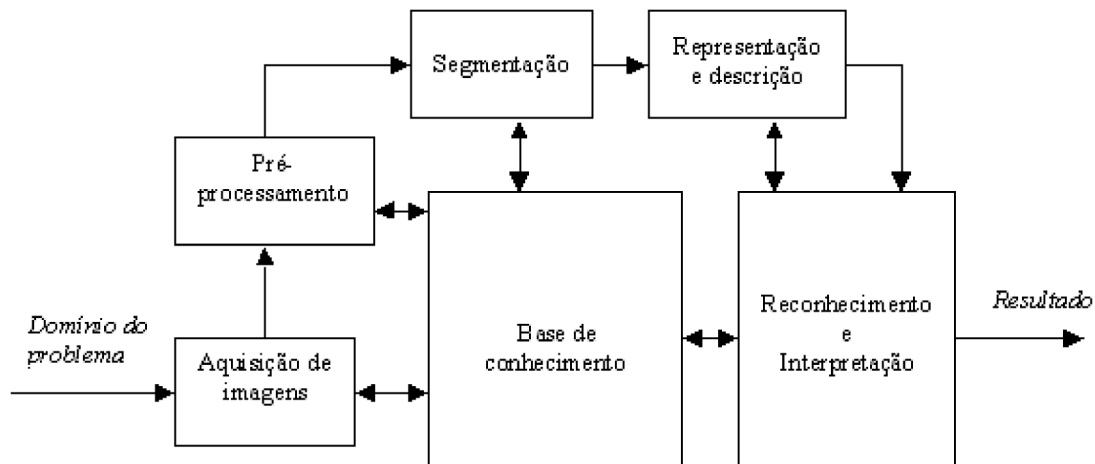 Segmentação
Representação
e descrição
Pré-
processamento
Domínio do
problema
Aquisição de
imagens
Base de
conhecimento
Reconhecimento
e
Interpretação
Resultado